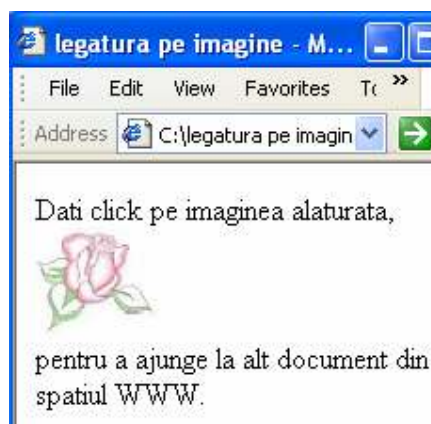 legatura pe imagine - M...
File Edit View Favorites To »
Address C:\legatura pe imagin
Dati click pe imaginea alaturata,
pentru a ajunge la alt document din
spatiul WWW.